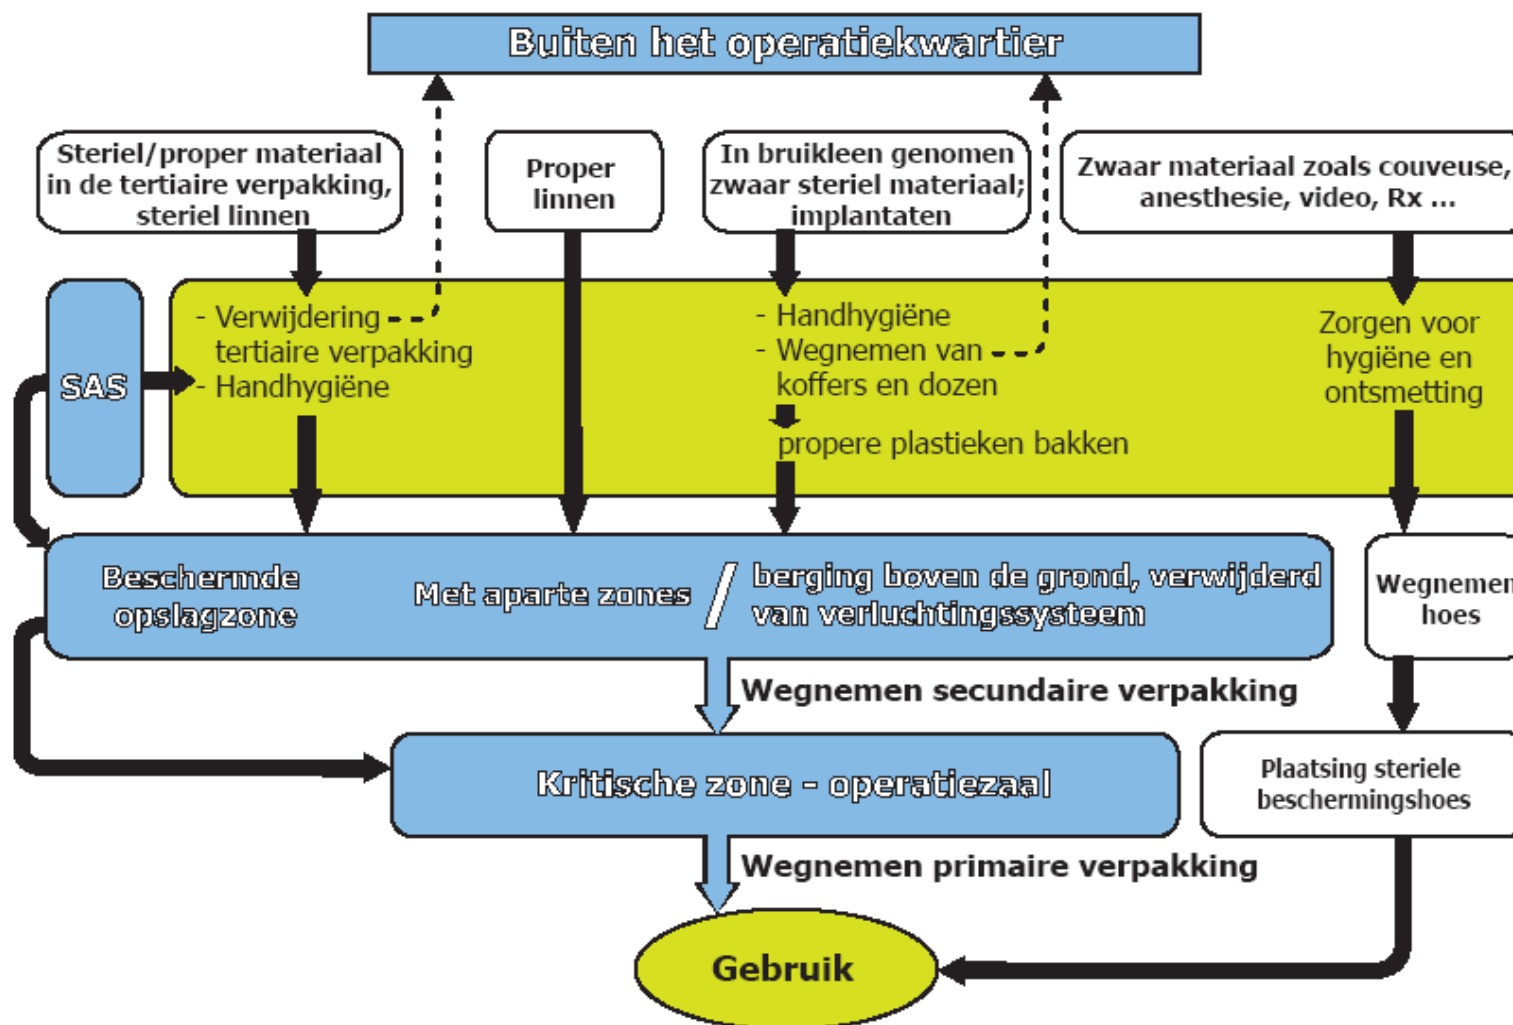 Buiten het operatiekwartier
Steriel/proper materiaal
in de tertiaire verpakking,
steriel linnen
Proper
linnen
In bruikleen genomen
zwaar steriel materiaal;
implantaten
Zwaar materiaal zoals couveuse,
anesthesie, video, Rx ...
SAS
- Verwijdering
tertiaire verpakking
- Handhygiëne
- Handhygiëne
- Wegnemen van
koffers en dozen
propere plastieken bakken
Zorgen voor
hygiëne en
ontsmetting
Beschermde
opslagzone
Met aparte zones /
berging boven de grond, verwijderd
van verluchtingssysteem
Wegnemen
hoes
Wegnemen secundaire verpakking
Kritische zone - operatiezaal
Plaatsing steriele
beschermingshoes
Wegnemen primaire verpakking
Gebruik